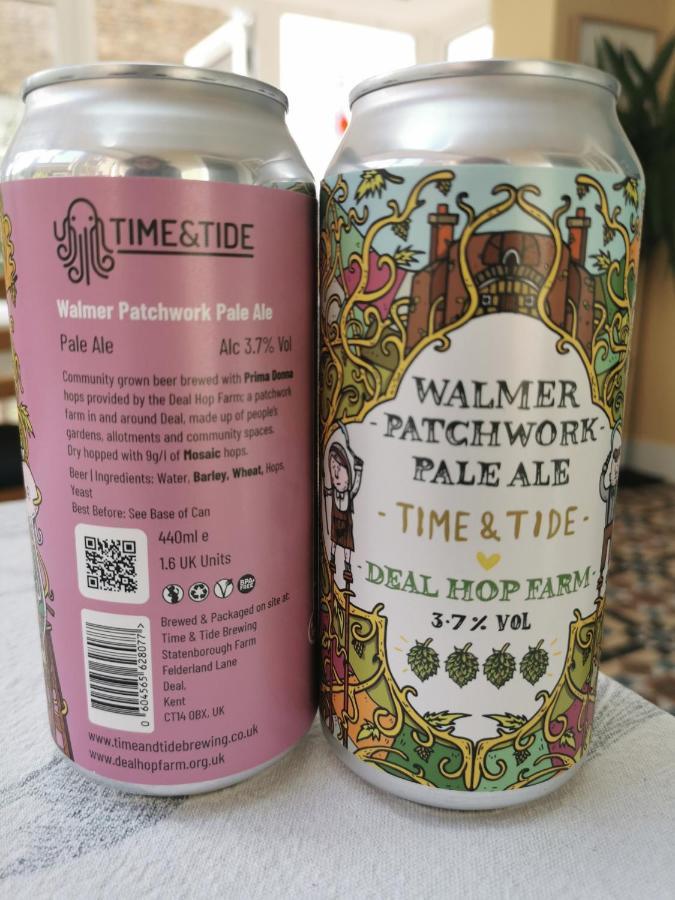 TIME&TIDE
Walmer Patchwork Pale Ale
Pale Ale Alc 3.7% Vol
Community grown beer brewed with Prima Donna
hops provided by the Deal Hop Farm: a patchwork
farm in and around Deal, made up of people's
gardens, allotments and community spaces.
Dry hopped with 9g/l of Mosaic hops.
Beer | Ingredients: Water, Barley, Wheat, Hops,
Yeast
Best Before: See Base of Can
440ml e
1.6 UK Units
BPA FREE
Brewed & Packaged on site at:
Time & Tide Brewing
Statenborough Farm
Felderland Lane
Deal,
Kent
CT14 0BX, UK
0 604565 628077 >
www.timeandtidebrewing.co.uk
www.dealhopfarm.org.uk
WALMER
-PATCHWORK-
PALE ALE
- TIME & TIDE -
-DEAL HOP FARM-
3·7% VOL